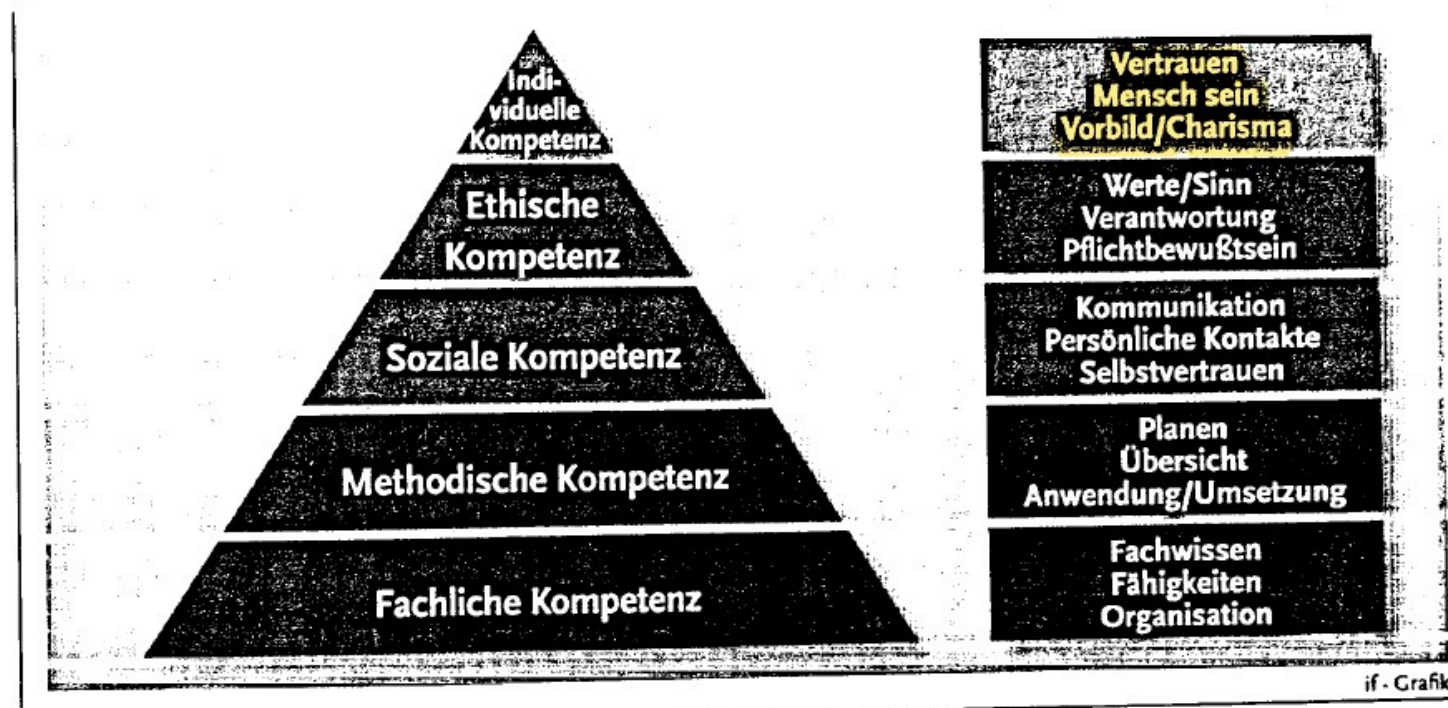 Indi-
viduelle
Kompetenz
Vertrauen
Mensch sein
Vorbild/Charisma
Ethische
Kompetenz
Werte/Sinn
Verantwortung
Pflichtbewußtsein
Soziale Kompetenz
Kommunikation
Persönliche Kontakte
Selbstvertrauen
Methodische Kompetenz
Planen
Übersicht
Anwendung/Umsetzung
Fachliche Kompetenz
Fachwissen
Fähigkeiten
Organisation
if - Grafik